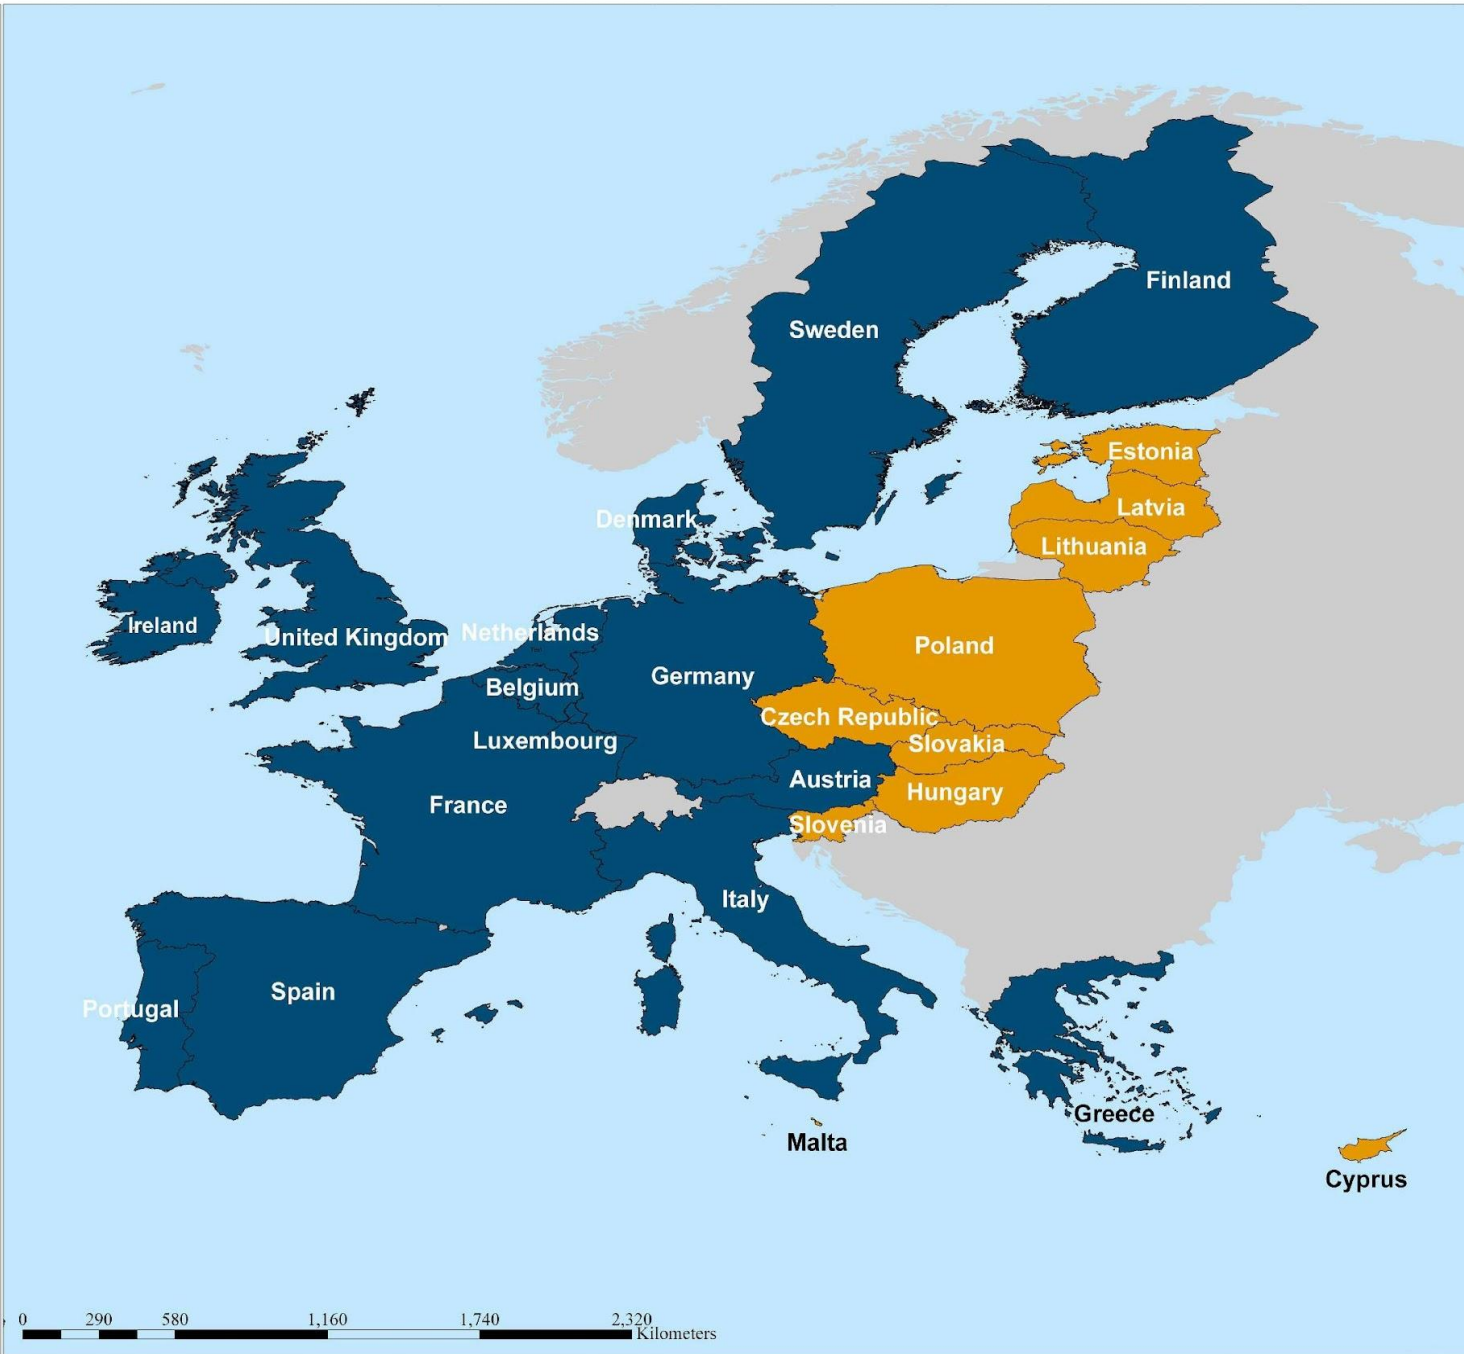 Finland
Sweden
Estonia
Latvia
Denmark
Lithuania
Ireland
United Kingdom
Netherlands
Poland
Germany
Belgium
Czech Republic
Luxembourg
Slovakia
Austria
Hungary
France
Slovenia
Italy
Spain
Portugal
Greece
Malta
Cyprus
0 290 580 1,160 1,740 2,320
Kilometers